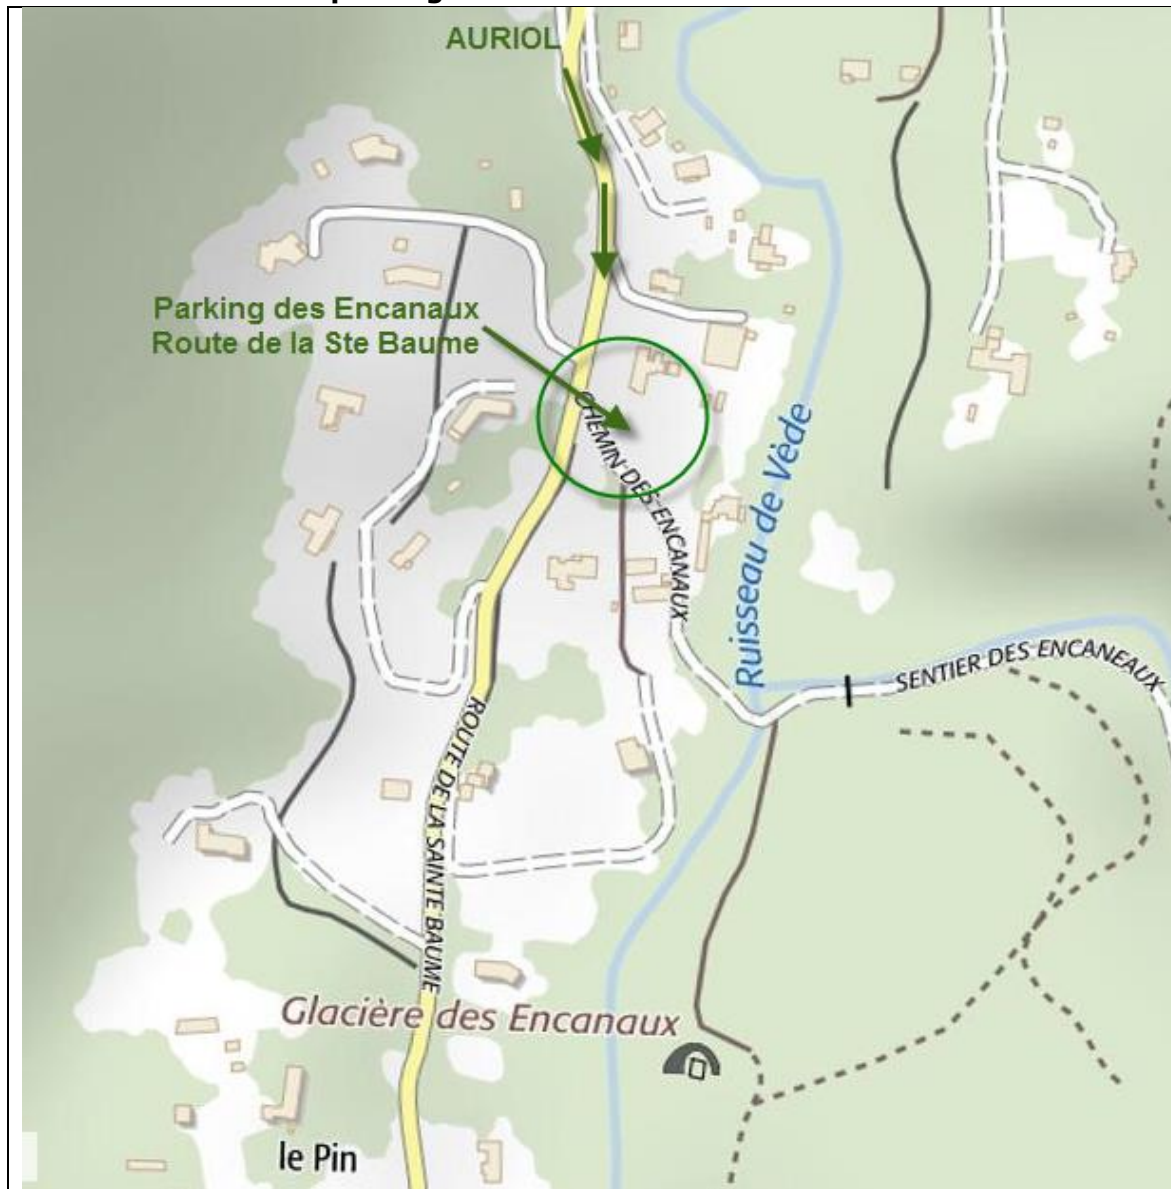 AURIOL
Parking des Encanaux
Route de la Ste Baume
CHEMIN DES ENCANAUX
Ruisseau de Vède
SENTIER DES ENCANEAUX
ROUTE DE LA SAINTE BAUME
Glacière des Encanaux
le Pin